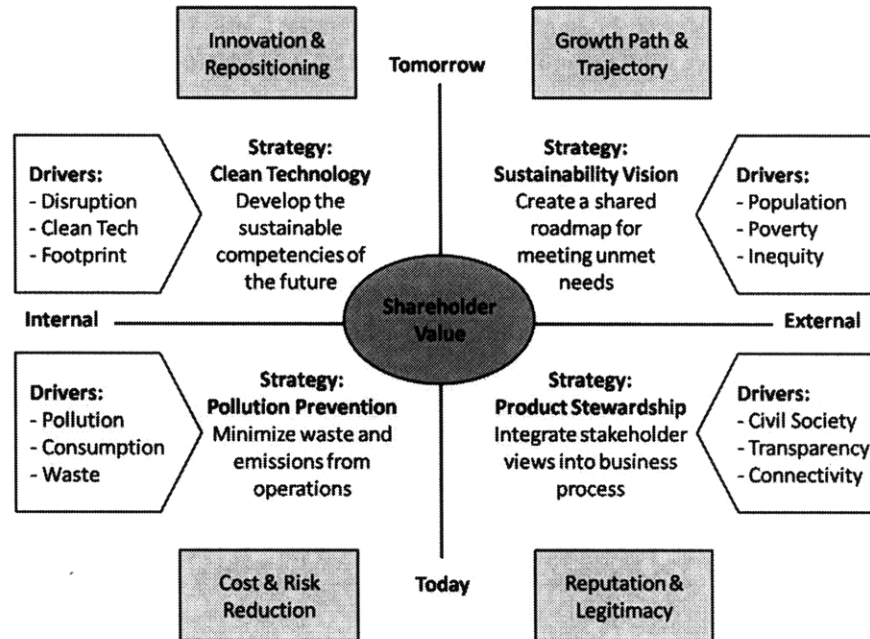 Innovation &
Repositioning
Tomorrow
Growth Path &
Trajectory
Drivers:
- Disruption
- Clean Tech
- Footprint
Strategy:
Clean Technology
Develop the
sustainable
competencies of
the future
Strategy:
Sustainability Vision
Create a shared
roadmap for
meeting unmet
needs
Drivers:
- Population
- Poverty
- Inequity
Internal
Shareholder
Value
External
Drivers:
- Pollution
- Consumption
- Waste
Strategy:
Pollution Prevention
Minimize waste and
emissions from
operations
Strategy:
Product Stewardship
Integrate stakeholder
views into business
process
Drivers:
- Civil Society
- Transparency
- Connectivity
Cost & Risk
Reduction
Today
Reputation &
Legitimacy